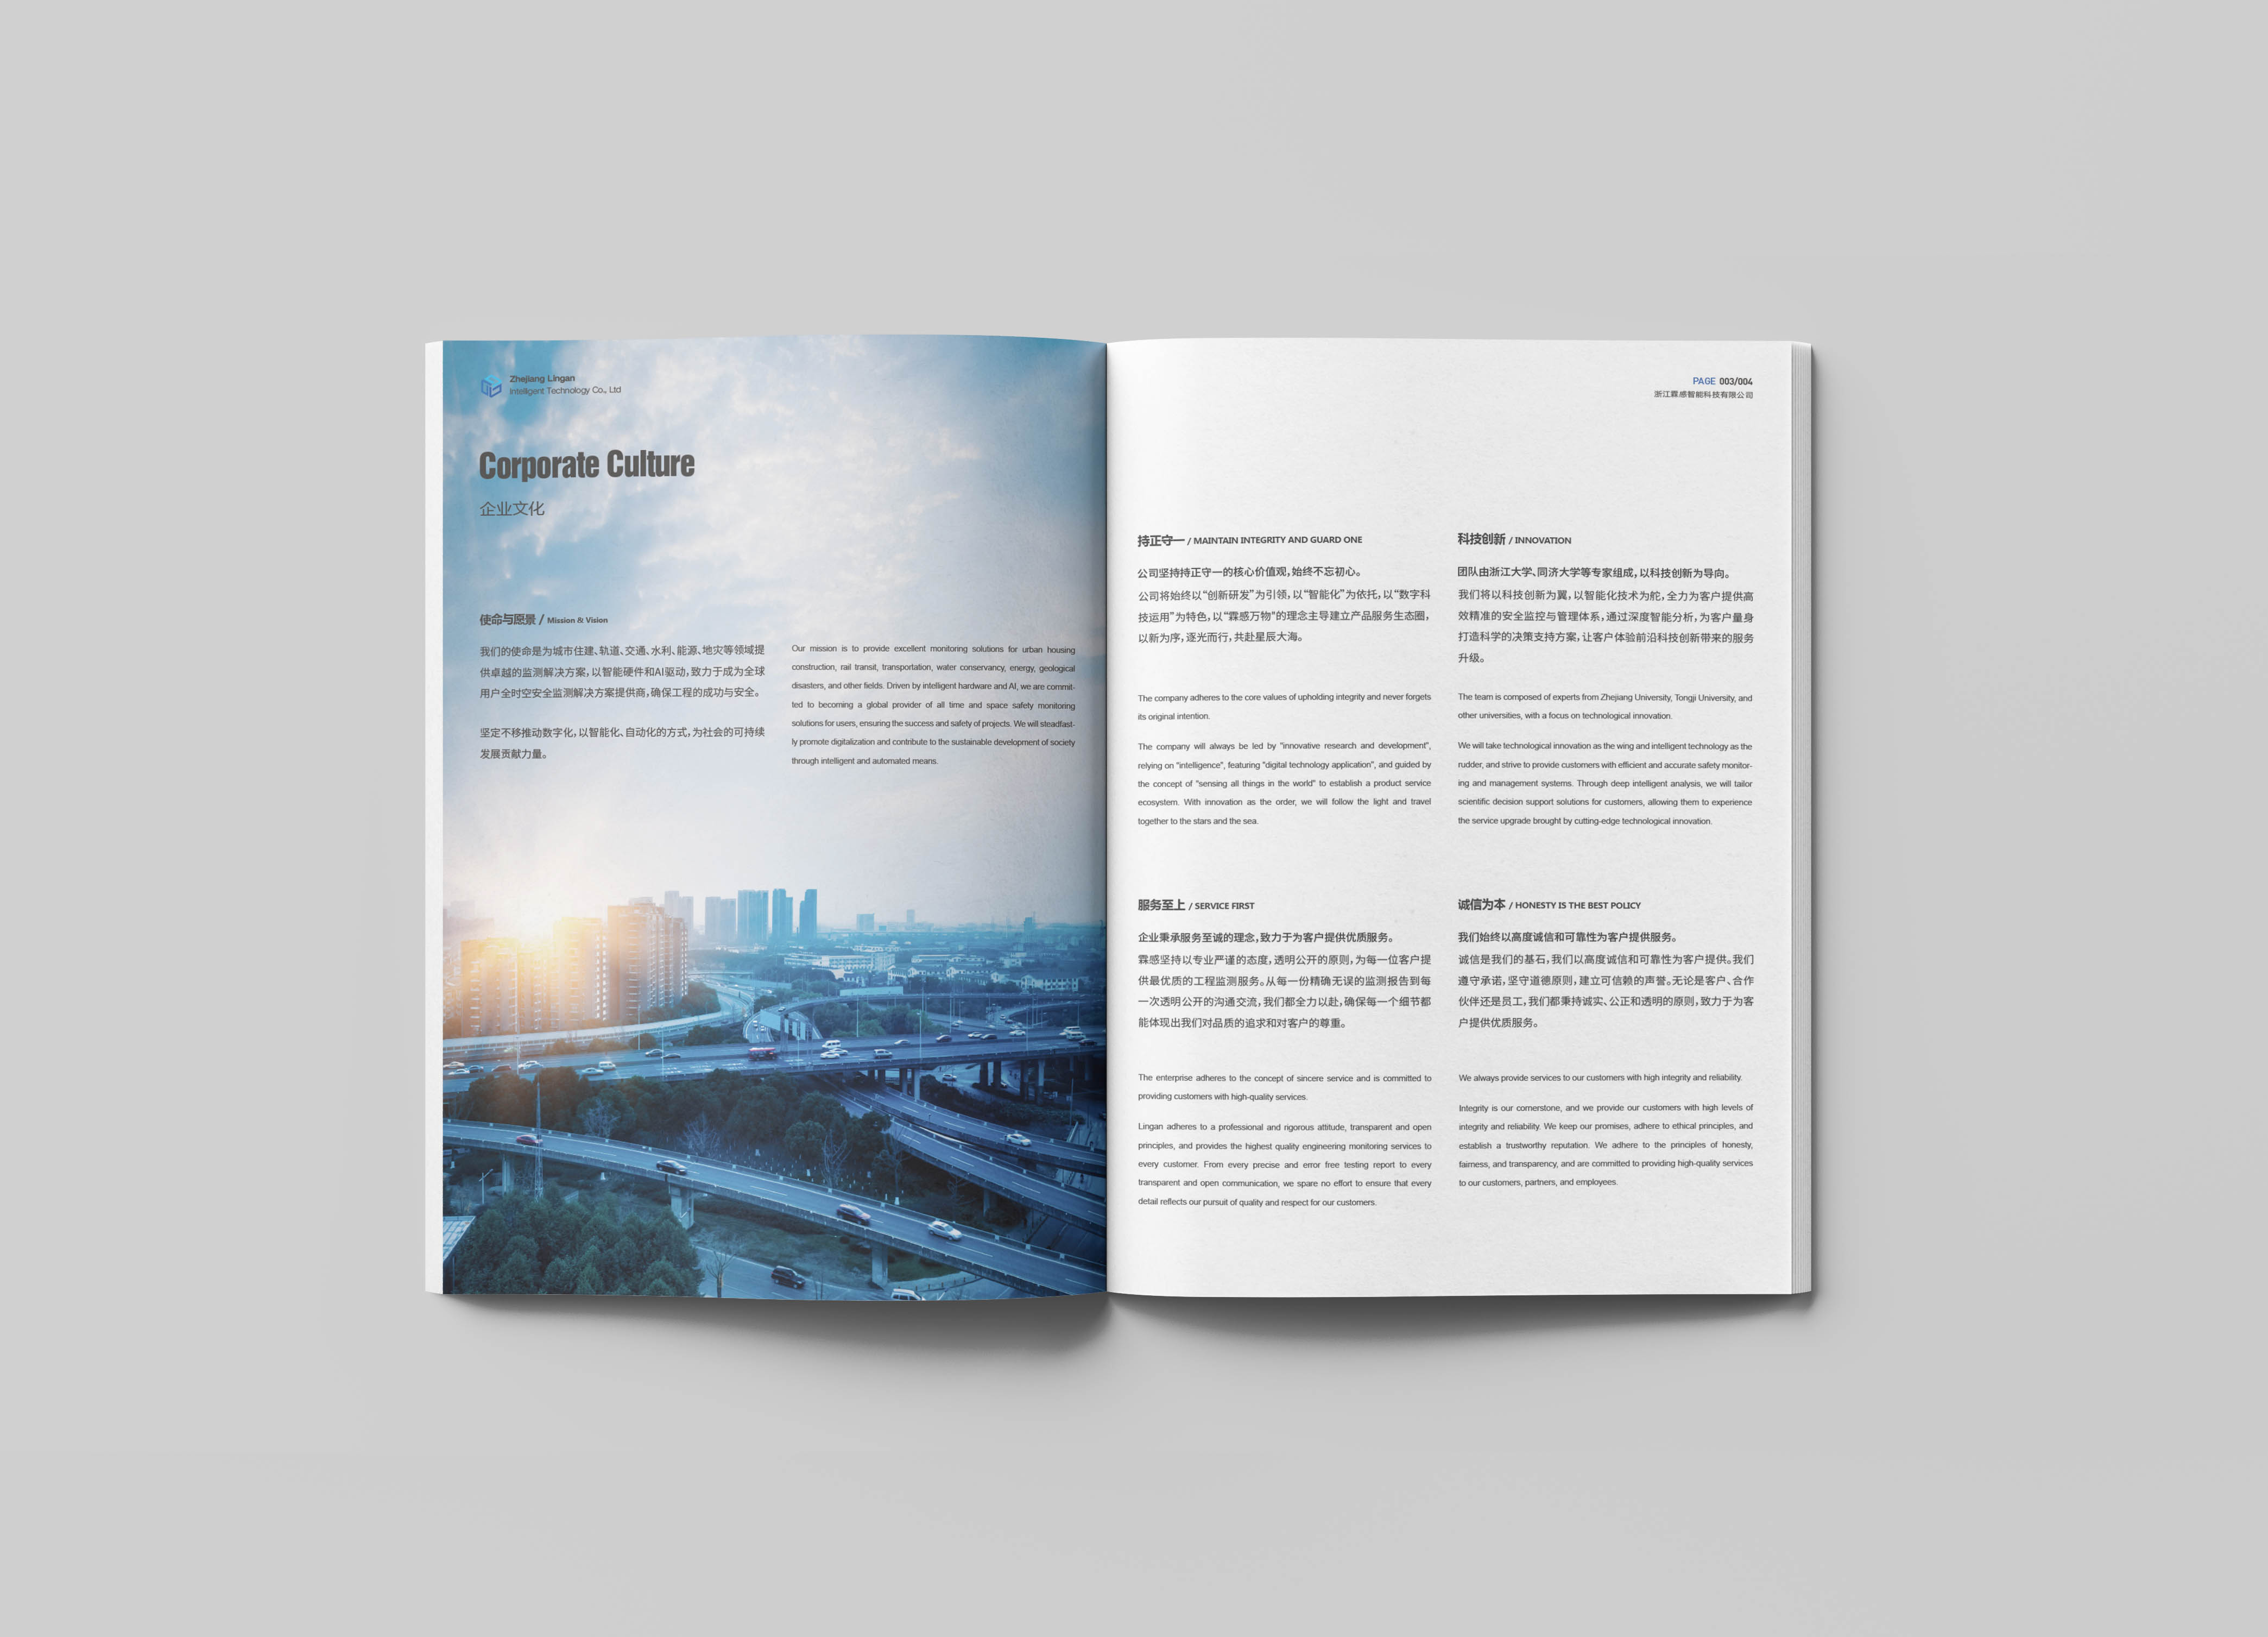 Zhejiang Lingan
Intelligent Technology Co., Ltd
Corporate Culture
企业文化
使命与愿景 / Mission & Vision
我们的使命是为城市住建、轨道、交通、水利、能源、地灾等领域提
供卓越的监测解决方案，以智能硬件和AI驱动，致力于成为全球
用户全时空安全监测解决方案提供商，确保工程的成功与安全。
坚定不移推动数字化，以智能化、自动化的方式，为社会的可持续
发展贡献力量。
Our mission is to provide excellent monitoring solutions for urban housing
construction, rail transit, transportation, water conservancy, energy, geological
disasters, and other fields. Driven by intelligent hardware and AI, we are commit-
ted to becoming a global provider of all time and space safety monitoring
solutions for users, ensuring the success and safety of projects. We will steadfast-
ly promote digitalization and contribute to the sustainable development of society
through intelligent and automated means.
PAGE 003/004
浙江霖感智能科技有限公司
持正守一 / MAINTAIN INTEGRITY AND GUARD ONE
公司坚持持正守一的核心价值观，始终不忘初心。
公司将始终以“创新研发”为引领，以“智能化”为依托，以“数字科
技运用”为特色，以“霖感万物”的理念主导建立产品服务生态圈，
以新为序，逐光而行，共赴星辰大海。
The company adheres to the core values of upholding integrity and never forgets
its original intention.
The company will always be led by "innovative research and development",
relying on "intelligence", featuring "digital technology application", and guided by
the concept of "sensing all things in the world" to establish a product service
ecosystem. With innovation as the order, we will follow the light and travel
together to the stars and the sea.
科技创新 / INNOVATION
团队由浙江大学、同济大学等专家组成，以科技创新为导向。
我们将以科技创新为翼，以智能化技术为舵，全力为客户提供高
效精准的安全监控与管理体系，通过深度智能分析，为客户量身
打造科学的决策支持方案，让客户体验前沿科技创新带来的服务
升级。
The team is composed of experts from Zhejiang University, Tongji University, and
other universities, with a focus on technological innovation.
We will take technological innovation as the wing and intelligent technology as the
rudder, and strive to provide customers with efficient and accurate safety monitor-
ing and management systems. Through deep intelligent analysis, we will tailor
scientific decision support solutions for customers, allowing them to experience
the service upgrade brought by cutting-edge technological innovation.
服务至上 / SERVICE FIRST
企业秉承服务至诚的理念，致力于为客户提供优质服务。
霖感坚持以专业严谨的态度，透明公开的原则，为每一位客户提
供最优质的工程监测服务。从每一份精确无误的监测报告到每
一次透明公开的沟通交流，我们都全力以赴，确保每一个细节都
能体现出我们对品质的追求和对客户的尊重。
The enterprise adheres to the concept of sincere service and is committed to
providing customers with high-quality services.
Lingan adheres to a professional and rigorous attitude, transparent and open
principles, and provides the highest quality engineering monitoring services to
every customer. From every precise and error free testing report to every
transparent and open communication, we spare no effort to ensure that every
detail reflects our pursuit of quality and respect for our customers.
诚信为本 / HONESTY IS THE BEST POLICY
我们始终以高度诚信和可靠性为客户提供服务。
诚信是我们的基石，我们以高度诚信和可靠性为客户提供。我们
遵守承诺，坚守道德原则，建立可信赖的声誉。无论是客户、合作
伙伴还是员工，我们都秉持诚实、公正和透明的原则，致力于为客
户提供优质服务。
We always provide services to our customers with high integrity and reliability.
Integrity is our cornerstone, and we provide our customers with high levels of
integrity and reliability. We keep our promises, adhere to ethical principles, and
establish a trustworthy reputation. We adhere to the principles of honesty,
fairness, and transparency, and are committed to providing high-quality services
to our customers, partners, and employees.